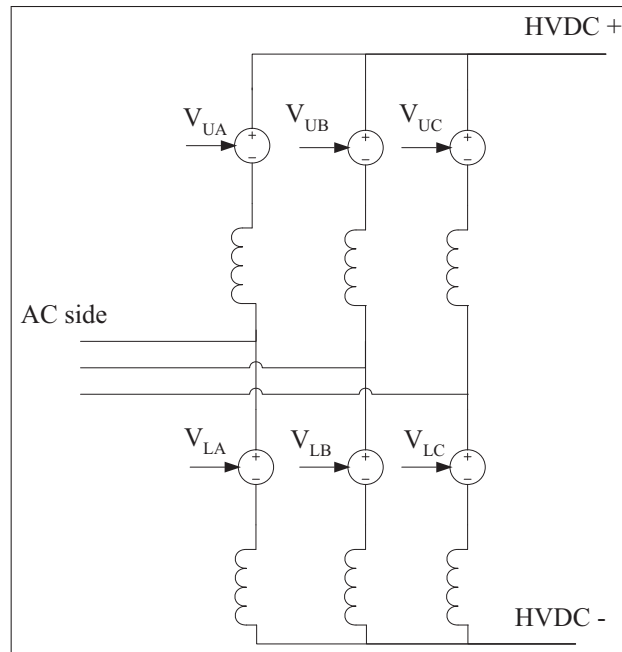 HVDC +
V_UA
V_UB
V_UC
+
+
+
−
−
−
AC side
V_LA
V_LB
V_LC
+
+
+
−
−
−
HVDC -